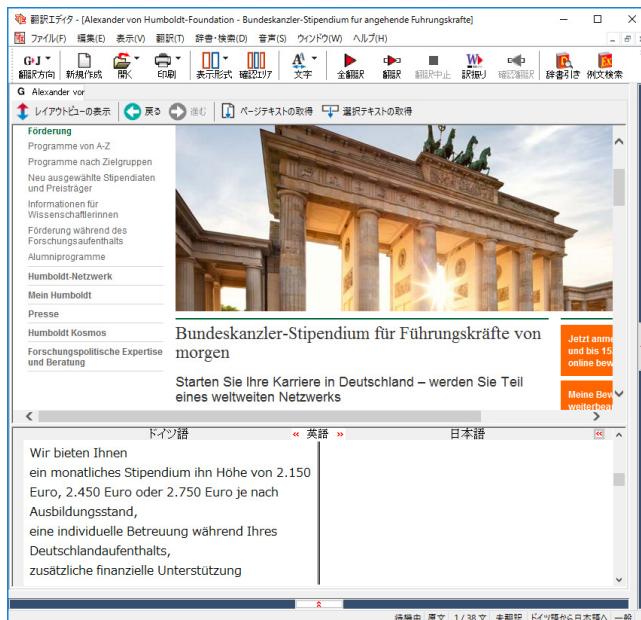 翻訳エディタ - [Alexander von Humboldt-Foundation - Bundeskanzler-Stipendium fur angehende Fuhrungskrafte]
ファイル(F) 編集(E) 表示(V) 翻訳(T) 辞書・検索(D) 音声(S) ウィンドウ(W) ヘルプ(H)
G▸J
翻訳方向 新規作成 開く 印刷 表示形式 確認エリア 文字 全翻訳 翻訳 翻訳中止 訳振り 確認翻訳 辞書引き 例文検索
G Alexander vor
レイアウトビューの表示 戻る 進む ページテキストの取得 選択テキストの取得
Förderung
Programme von A-Z
Programme nach Zielgruppen
Neu ausgewählte Stipendiaten
und Preisträger
Informationen für
Wissenschaftlerinnen
Förderung während des
Forschungsaufenthalts
Alumniprogramme
Humboldt-Netzwerk
Mein Humboldt
Presse
Humboldt Kosmos
Forschungspolitische Expertise
und Beratung
Bundeskanzler-Stipendium für Führungskräfte von
morgen
Starten Sie Ihre Karriere in Deutschland – werden Sie Teil
eines weltweiten Netzwerks
Jetzt anme
und bis 15.
online bew
Meine Bew
weiterbear
ドイツ語 « 英語 » 日本語 «
Wir bieten Ihnen
ein monatliches Stipendium ihn Höhe von 2.150
Euro, 2.450 Euro oder 2.750 Euro je nach
Ausbildungsstand,
eine individuelle Betreuung während Ihres
Deutschlandaufenthalts,
zusätzliche finanzielle Unterstützung
待機中 原文 1/38文 未翻訳 ドイツ語から日本語へ 一般